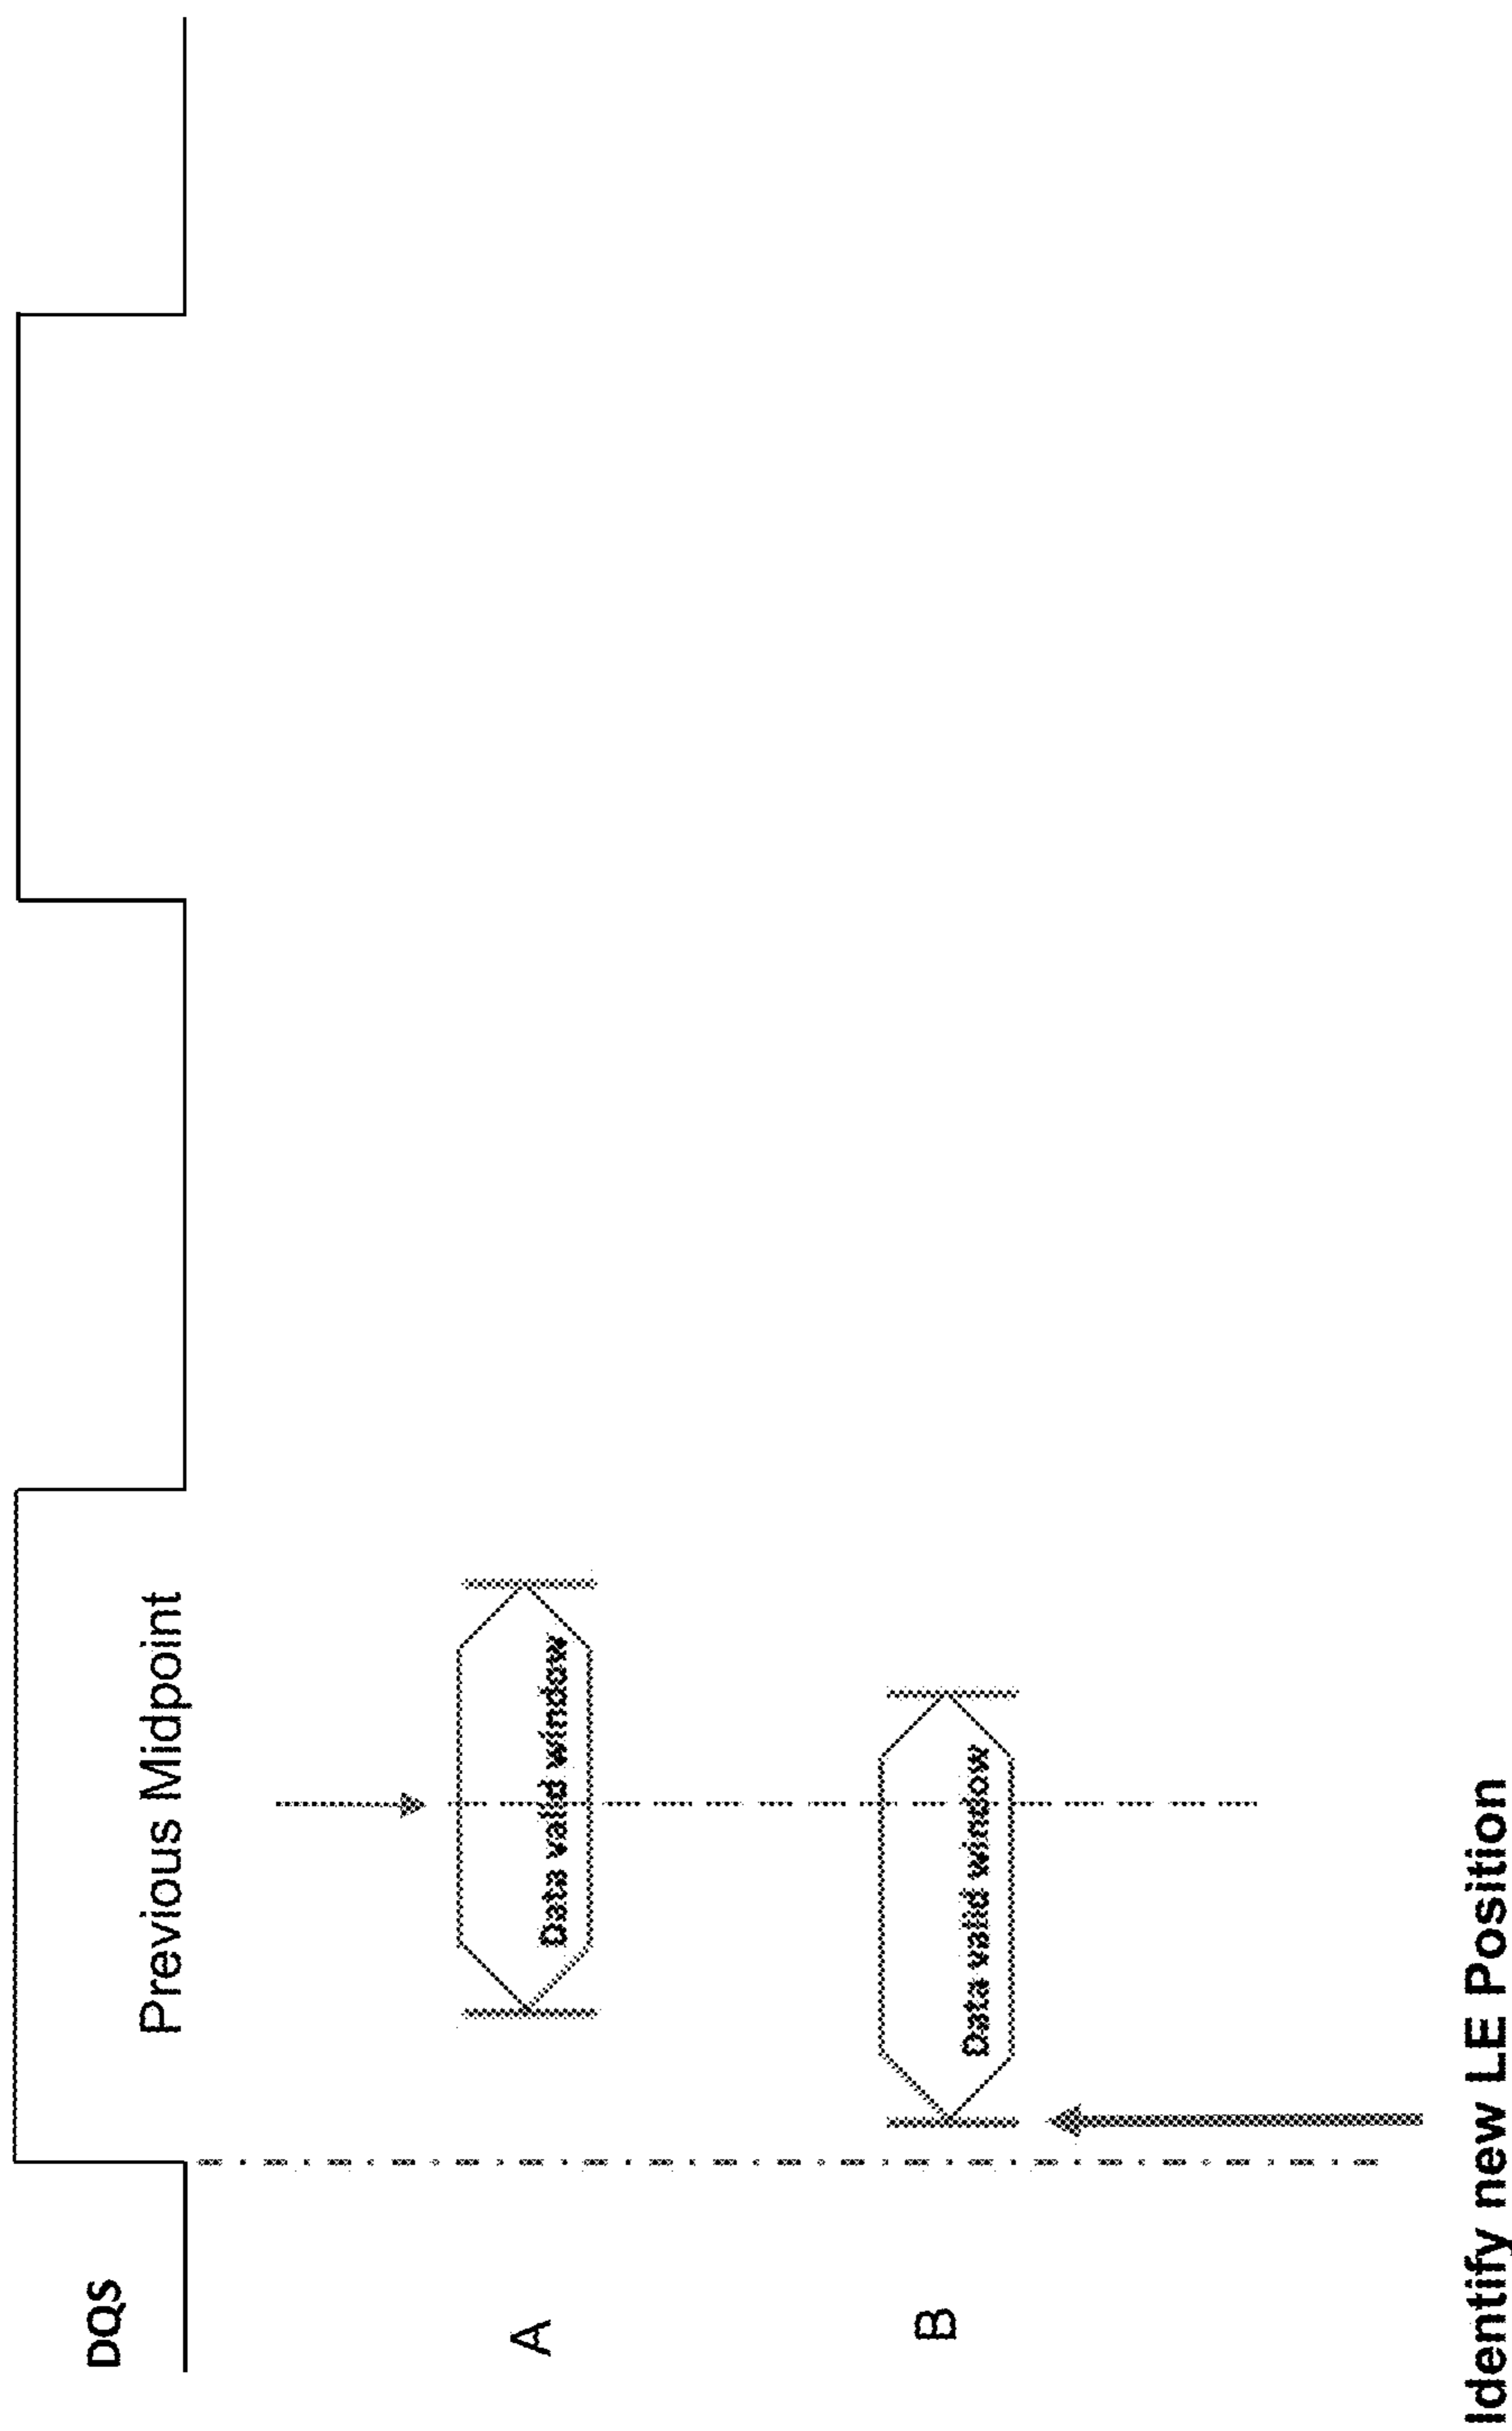 DQS
Previous Midpoint
A
Data valid window
B
Data valid window
Identify new LE Position